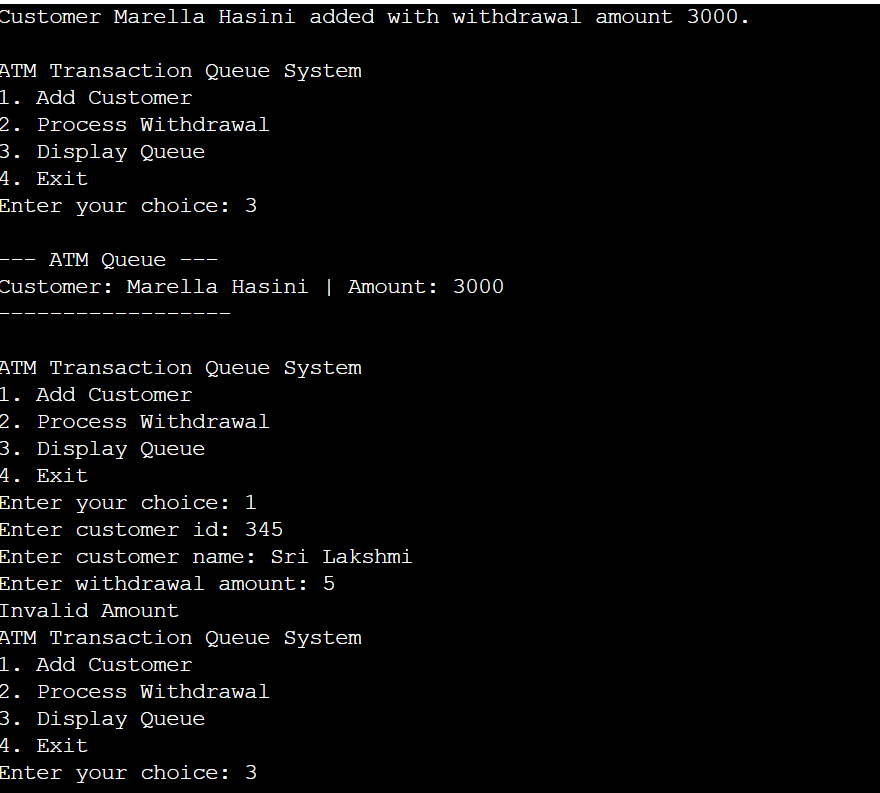 Customer Marella Hasini added with withdrawal amount 3000.
ATM Transaction Queue System
1. Add Customer
2. Process Withdrawal
3. Display Queue
4. Exit
Enter your choice: 3
--- ATM Queue ---
Customer: Marella Hasini | Amount: 3000
------------------
ATM Transaction Queue System
1. Add Customer
2. Process Withdrawal
3. Display Queue
4. Exit
Enter your choice: 1
Enter customer id: 345
Enter customer name: Sri Lakshmi
Enter withdrawal amount: 5
Invalid Amount
ATM Transaction Queue System
1. Add Customer
2. Process Withdrawal
3. Display Queue
4. Exit
Enter your choice: 3